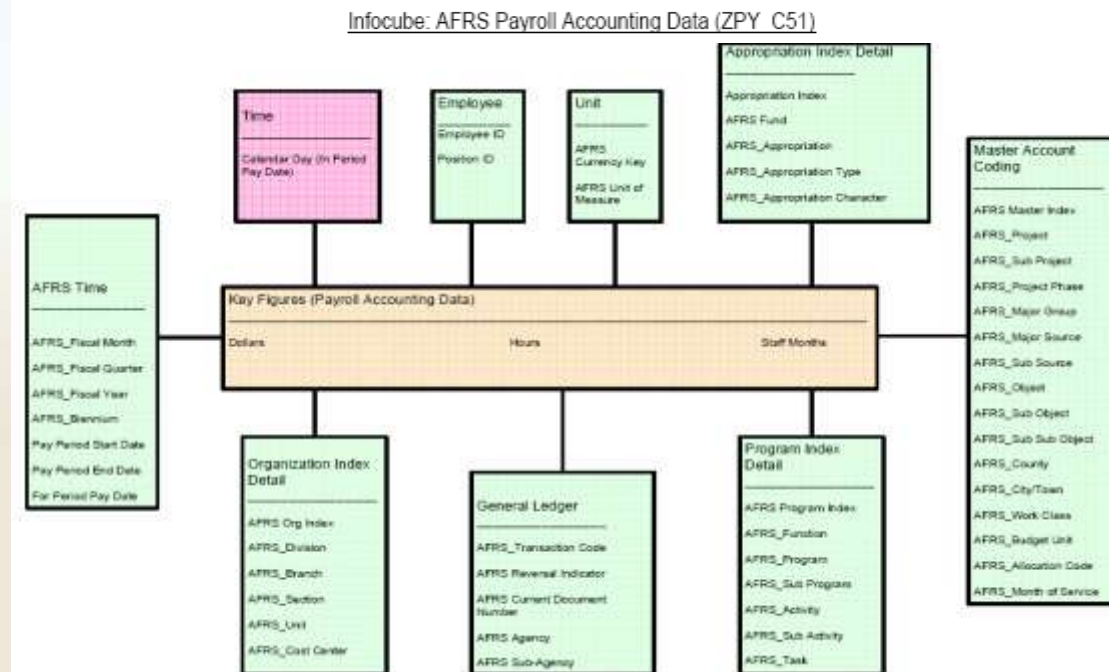 Infocube: AFRS Payroll Accounting Data (ZPY_C51)
Appropriation Index Detail
Appropriation Index
AFRS Fund
AFRS_Appropriation
AFRS_Appropriation Type
AFRS_Appropriation Character
Time
Calendar Day (In Period
Pay Date)
Employee
Employee ID
Position ID
Unit
AFRS
Currency Key
AFRS Unit of
Measure
Master Account
Coding
AFRS Master Index
AFRS_Project
AFRS_Sub Project
AFRS_Project Phase
AFRS_Major Group
AFRS_Major Source
AFRS_Sub Source
AFRS_Object
AFRS_Sub Object
AFRS_Sub Sub Object
AFRS_County
AFRS_City/Town
AFRS_Work Class
AFRS_Budget Unit
AFRS_Allocation Code
AFRS_Month of Service
AFRS Time
AFRS_Fiscal Month
AFRS_Fiscal Quarter
AFRS_Fiscal Year
AFRS_Biennium
Pay Period Start Date
Pay Period End Date
For Period Pay Date
Key Figures (Payroll Accounting Data)
Dollars
Hours
Staff Months
Organization Index
Detail
AFRS Org Index
AFRS_Division
AFRS_Branch
AFRS_Section
AFRS_Unit
AFRS_Cost Center
General Ledger
AFRS_Transaction Code
AFRS Reversal Indicator
AFRS Current Document
Number
AFRS Agency
AFRS Sub-Agency
Program Index
Detail
AFRS Program Index
AFRS_Function
AFRS_Program
AFRS_Sub Program
AFRS_Activity
AFRS_Sub Activity
AFRS_Task